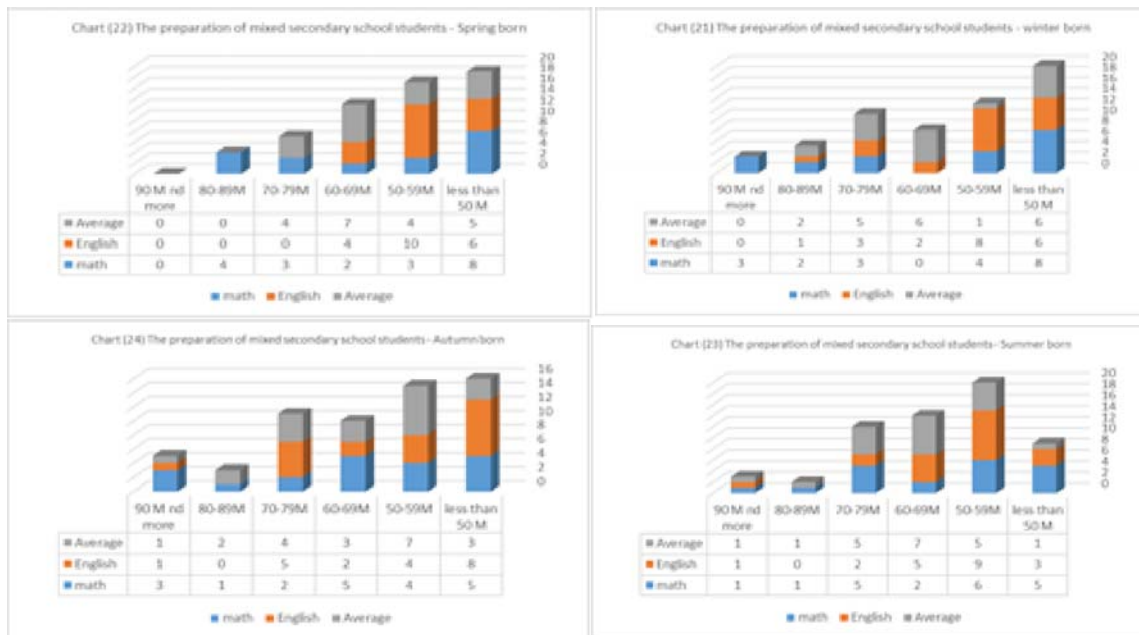 Chart (22) The preparation of mixed secondary school students - Spring born
20
18
16
14
12
10
8
6
4
2
0
90 M nd more 80-89M 70-79M 60-69M 50-59M less than 50 M
Average 0 0 4 7 4 5
English 0 0 0 4 10 6
math 0 4 3 2 3 8
math English Average
Chart (21) The preparation of mixed secondary school students - winter born
20
18
16
14
12
10
8
6
4
2
0
90 M nd more 80-89M 70-79M 60-69M 50-59M less than 50 M
Average 0 2 5 6 1 6
English 0 1 3 2 8 6
math 3 2 3 0 4 8
math English Average
Chart (24) The preparation of mixed secondary school students - Autumn born
16
14
12
10
8
6
4
2
0
90 M nd more 80-89M 70-79M 60-69M 50-59M less than 50 M
Average 1 2 4 3 7 3
English 1 0 5 2 4 8
math 3 1 2 5 4 5
math English Average
Chart (23) The preparation of mixed secondary school students- Summer born
20
18
16
14
12
10
8
6
4
2
0
90 M nd more 80-89M 70-79M 60-69M 50-59M less than 50 M
Average 1 1 5 7 5 1
English 1 0 2 5 9 3
math 1 1 5 2 6 5
math English Average